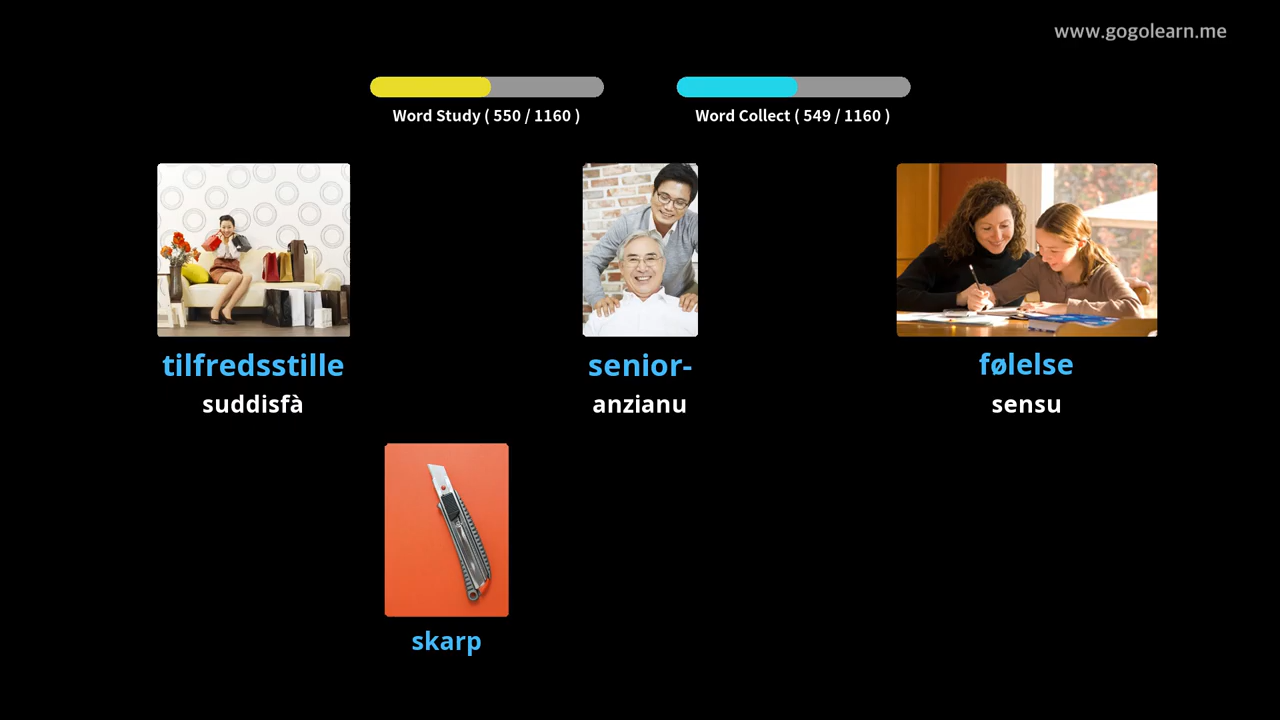 www.gogolearn.me
Word Study ( 550 / 1160 )
Word Collect ( 549 / 1160 )
tilfredsstille
suddisfà
senior-
anzianu
følelse
sensu
skarp